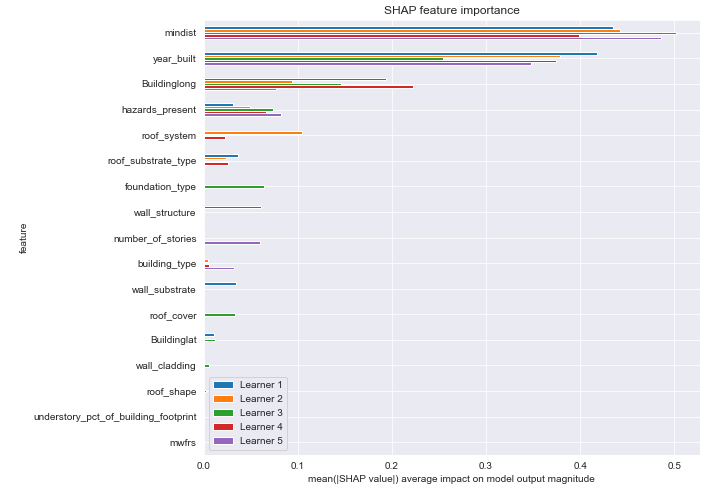 SHAP feature importance
mindist
year_built
Buildinglong
hazards_present
roof_system
roof_substrate_type
foundation_type
wall_structure
number_of_stories
building_type
wall_substrate
roof_cover
Buildinglat
wall_cladding
roof_shape
understory_pct_of_building_footprint
mwfrs
feature
Learner 1
Learner 2
Learner 3
Learner 4
Learner 5
0.0 0.1 0.2 0.3 0.4 0.5
mean(|SHAP value|) average impact on model output magnitude